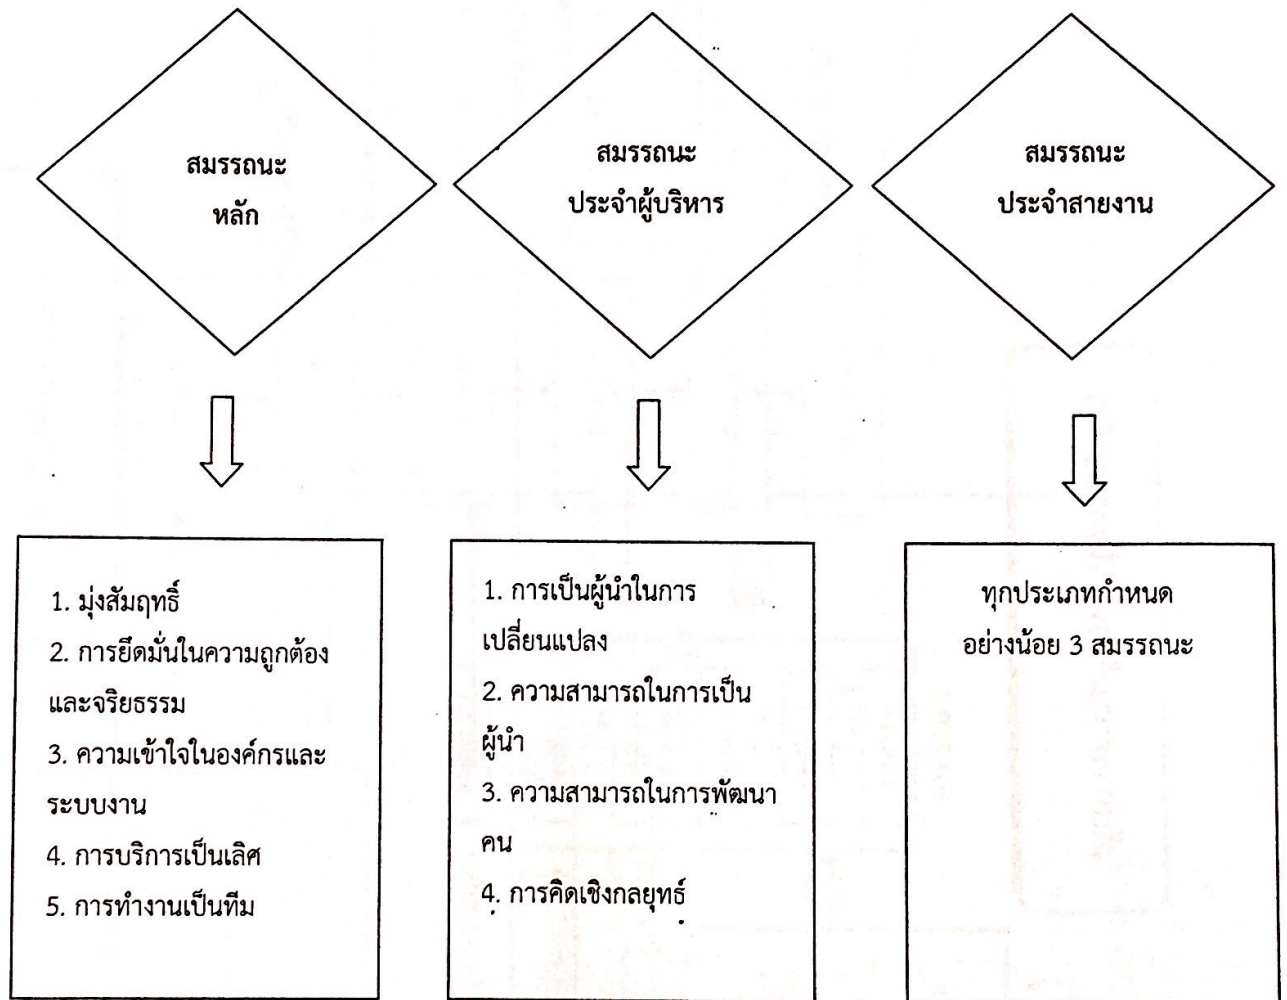 สมรรถนะ
หลัก
สมรรถนะ
ประจำผู้บริหาร
สมรรถนะ
ประจำสายงาน
1. มุ่งสัมฤทธิ์
2. การยึดมั่นในความถูกต้อง
และจริยธรรม
3. ความเข้าใจในองค์กรและ
ระบบงาน
4. การบริการเป็นเลิศ
5. การทำงานเป็นทีม
1. การเป็นผู้นำในการ
เปลี่ยนแปลง
2. ความสามารถในการเป็น
ผู้นำ
3. ความสามารถในการพัฒนา
คน
4. การคิดเชิงกลยุทธ์
ทุกประเภทกำหนด
อย่างน้อย 3 สมรรถนะ